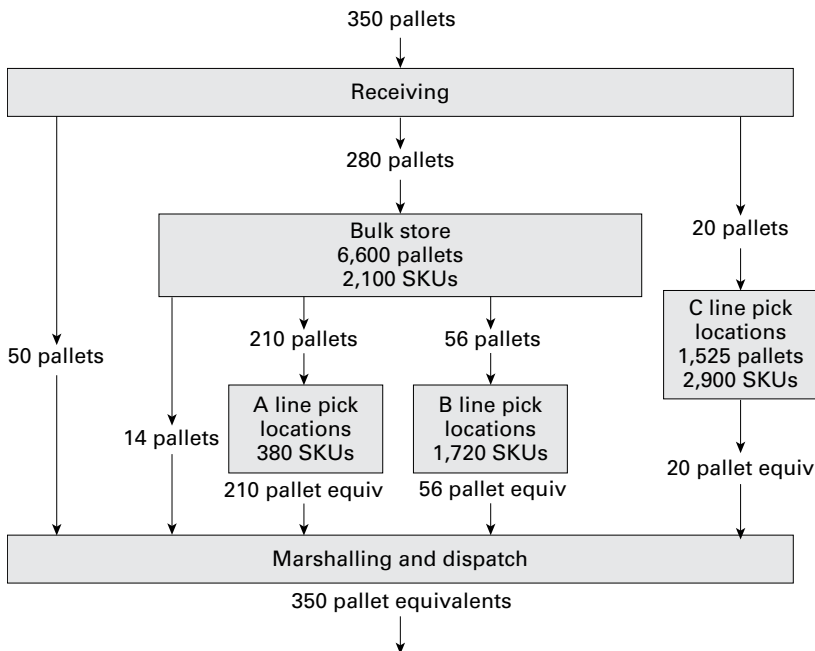 350 pallets
Receiving
280 pallets
Bulk store
6,600 pallets
2,100 SKUs
20 pallets
50 pallets
14 pallets
210 pallets
56 pallets
A line pick
locations
380 SKUs
B line pick
locations
1,720 SKUs
C line pick
locations
1,525 pallets
2,900 SKUs
210 pallet equiv
56 pallet equiv
20 pallet equiv
Marshalling and dispatch
350 pallet equivalents